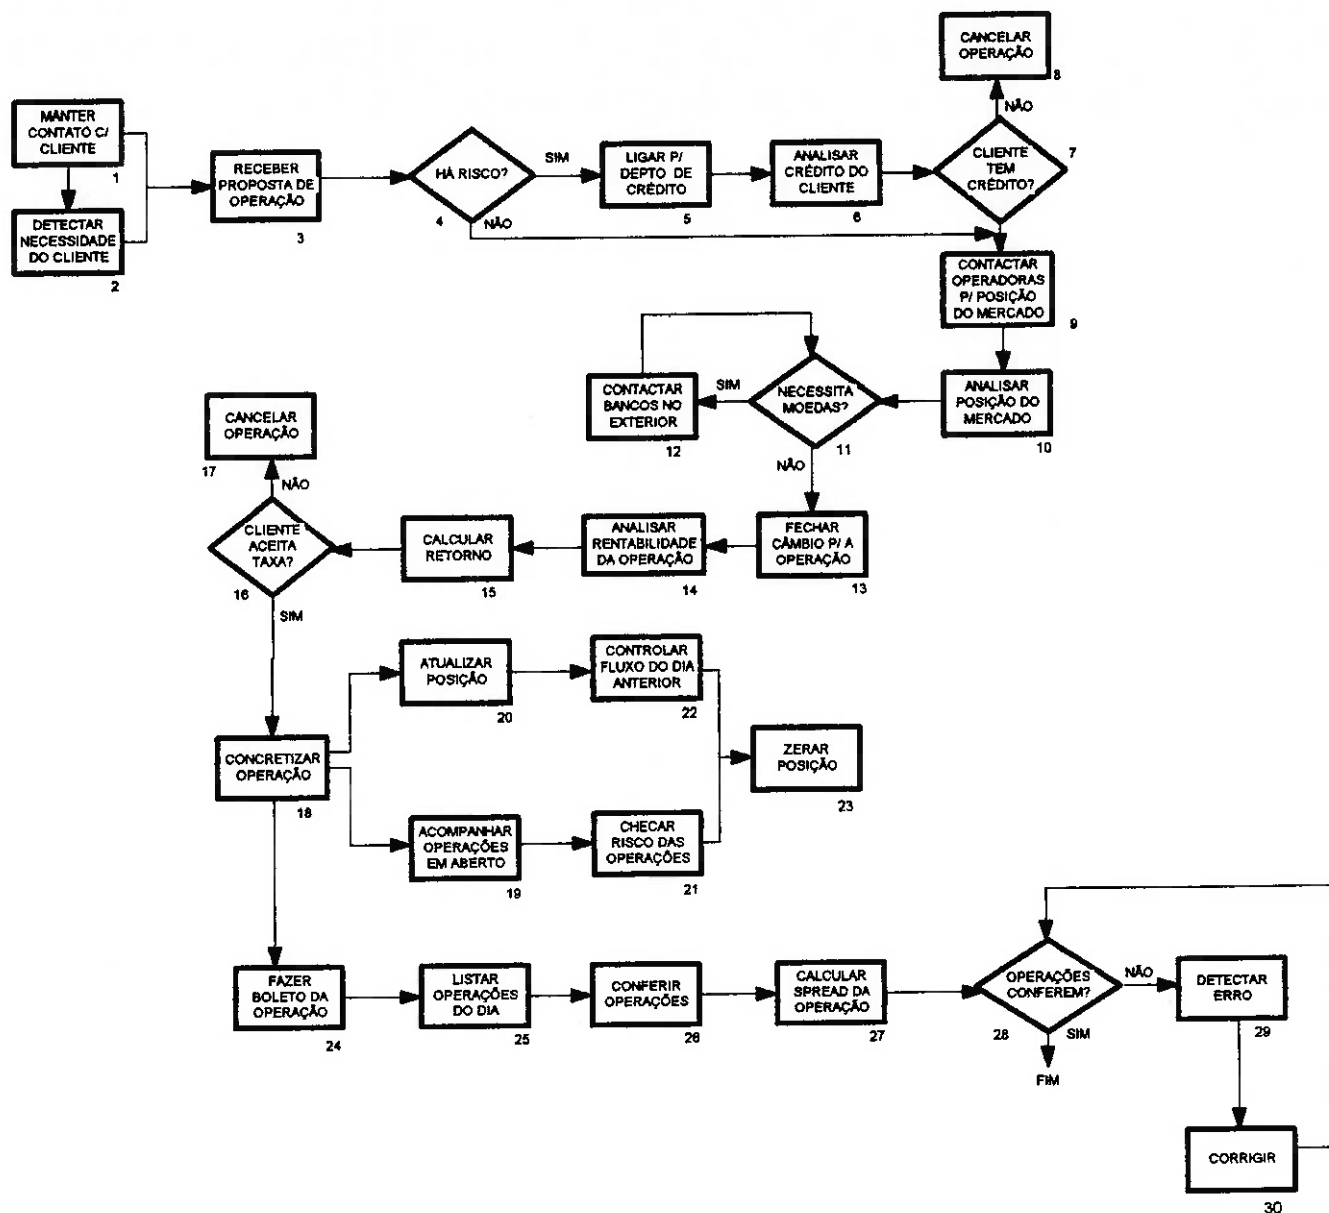 MANTER
CONTATO C/
CLIENTE
1
DETECTAR
NECESSIDADE
DO CLIENTE
2
RECEBER
PROPOSTA DE
OPERAÇÃO
3
HÁ RISCO?
4
SIM
NÃO
LIGAR P/
DEPTO DE
CRÉDITO
5
ANALISAR
CRÉDITO DO
CLIENTE
6
CLIENTE
TEM
CRÉDITO?
7
NÃO
CANCELAR
OPERAÇÃO
8
CONTACTAR
OPERADORAS
P/ POSIÇÃO
DO MERCADO
9
ANALISAR
POSIÇÃO DO
MERCADO
10
NECESSITA
MOEDAS?
11
SIM
NÃO
CONTACTAR
BANCOS NO
EXTERIOR
12
FECHAR
CÂMBIO P/ A
OPERAÇÃO
13
ANALISAR
RENTABILIDADE
DA OPERAÇÃO
14
CALCULAR
RETORNO
15
CLIENTE
ACEITA
TAXA?
16
NÃO
SIM
CANCELAR
OPERAÇÃO
17
CONCRETIZAR
OPERAÇÃO
18
ATUALIZAR
POSIÇÃO
20
CONTROLAR
FLUXO DO DIA
ANTERIOR
22
ACOMPANHAR
OPERAÇÕES
EM ABERTO
19
CHECAR
RISCO DAS
OPERAÇÕES
21
ZERAR
POSIÇÃO
23
FAZER
BOLETO DA
OPERAÇÃO
24
LISTAR
OPERAÇÕES
DO DIA
25
CONFERIR
OPERAÇÕES
26
CALCULAR
SPREAD DA
OPERAÇÃO
27
OPERAÇÕES
CONFEREM?
28
NÃO
SIM
FIM
DETECTAR
ERRO
29
CORRIGIR
30